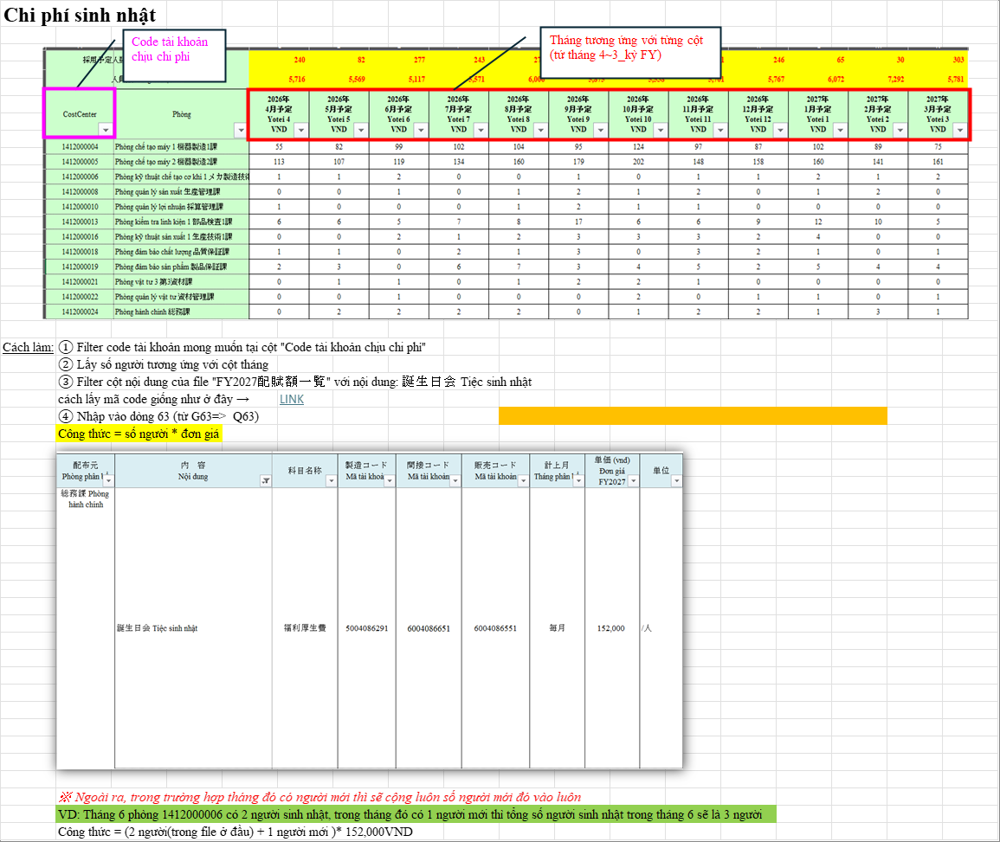 Chi phí sinh nhật
Code tài khoản
chịu chi phí
Tháng tương ứng với từng cột
(từ tháng 4~3_kỳ FY)
採用予定人
240 82 277 243 246 65 30 303
5,716 5,569 5,117 5,571 5,767 6,072 7,292 5,781
CostCenter Phòng
2026年 2026年 2026年 2026年 2026年 2026年 2026年 2026年 2026年 2027年 2027年 2027年
4月予定 5月予定 6月予定 7月予定 8月予定 9月予定 10月予定 11月予定 12月予定 1月予定 2月予定 3月予定
Yotei 4 Yotei 5 Yotei 6 Yotei 7 Yotei 8 Yotei 9 Yotei 10 Yotei 11 Yotei 12 Yotei 1 Yotei 2 Yotei 3
VND VND VND VND VND VND VND VND VND VND VND VND
1412000004 Phòng chế tạo máy 1 機器製造1課 55 82 99 102 104 95 124 97 87 102 89 75
1412000005 Phòng chế tạo máy 2 機器製造2課 113 107 119 134 160 179 202 148 158 160 141 161
1412000006 Phòng kỹ thuật chế tạo cơ khí 1 メカ製造技術 1 1 2 0 0 1 0 1 1 2 1 2
1412000008 Phòng quản lý sản xuất 生産管理課 0 0 1 0 1 2 1 2 0 1 2 0
1412000010 Phòng quản lý lợi nhuận 採算管理課 1 0 0 0 1 2 1 1 0 0 0 0
1412000013 Phòng kiểm tra linh kiện 1 部品検査1課 6 6 5 7 8 17 6 6 9 12 10 5
1412000016 Phòng kỹ thuật sản xuất 1 生産技術1課 0 0 2 1 2 3 3 3 2 4 0 0
1412000018 Phòng đảm bảo chất lượng 品質保証課 1 1 0 2 1 3 0 3 2 1 0 1
1412000019 Phòng đảm bảo sản phẩm 製品保証課 2 3 0 6 7 3 4 5 2 5 4 4
1412000021 Phòng vật tư 3 第3資材課 0 1 1 0 1 2 2 1 0 0 0 0
1412000022 Phòng quản lý vật tư 資材管理課 0 0 1 0 0 0 2 0 1 1 0 1
1412000024 Phòng hành chính 総務課 0 2 2 2 2 0 1 2 2 1 3 1
Cách làm: ① Filter code tài khoản mong muốn tại cột "Code tài khoản chịu chi phí"
② Lấy số người tương ứng với cột tháng
③ Filter cột nội dung của file "FY2027配賦額一覧" với nội dung: 誕生日会 Tiệc sinh nhật
cách lấy mã code giống như ở đây → LINK
④ Nhập vào dòng 63 (từ G63=> Q63)
Công thức = số người * đơn giá
配布元 内 容 科目名称 製造コード 間接コード 販売コード 計上月 単価 (vnd) 単位
Phòng phân Nội dung Mã tài khoả Mã tài khoản Mã tài khoản Tháng phân Đơn giá
FY2027
総務課 Phòng
hành chính
誕生日会 Tiệc sinh nhật 福利厚生費 5004086291 6004086651 6004086551 毎月 152,000 /人
※ Ngoài ra, trong trường hợp tháng đó có người mới thì sẽ cộng luôn số người mới đó vào luôn
VD: Tháng 6 phòng 1412000006 có 2 người sinh nhật, trong tháng đó có 1 người mới thì tổng số người sinh nhật trong tháng 6 sẽ là 3 người
Công thức = (2 người(trong file ở đầu) + 1 người mới )* 152,000VND